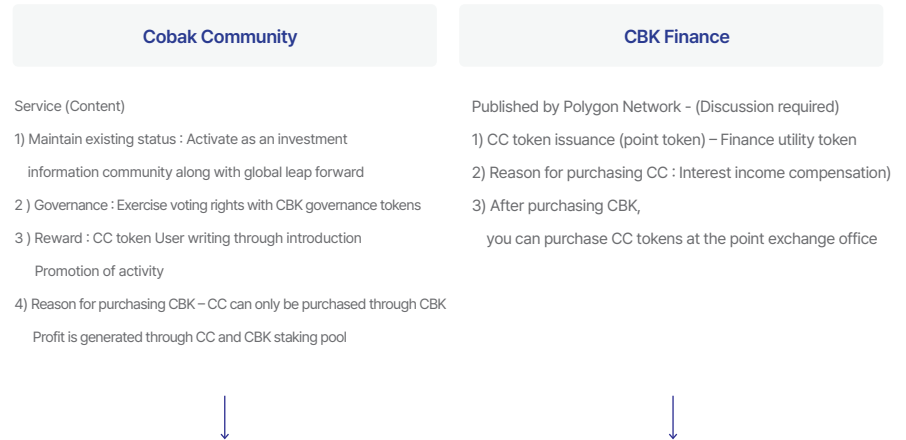 Cobak Community
Service (Content)
1) Maintain existing status : Activate as an investment
information community along with global leap forward
2 ) Governance : Exercise voting rights with CBK governance tokens
3 ) Reward : CC token User writing through introduction
Promotion of activity
4) Reason for purchasing CBK – CC can only be purchased through CBK
Profit is generated through CC and CBK staking pool
CBK Finance
Published by Polygon Network - (Discussion required)
1) CC token issuance (point token) – Finance utility token
2) Reason for purchasing CC : Interest income compensation)
3) After purchasing CBK,
you can purchase CC tokens at the point exchange office